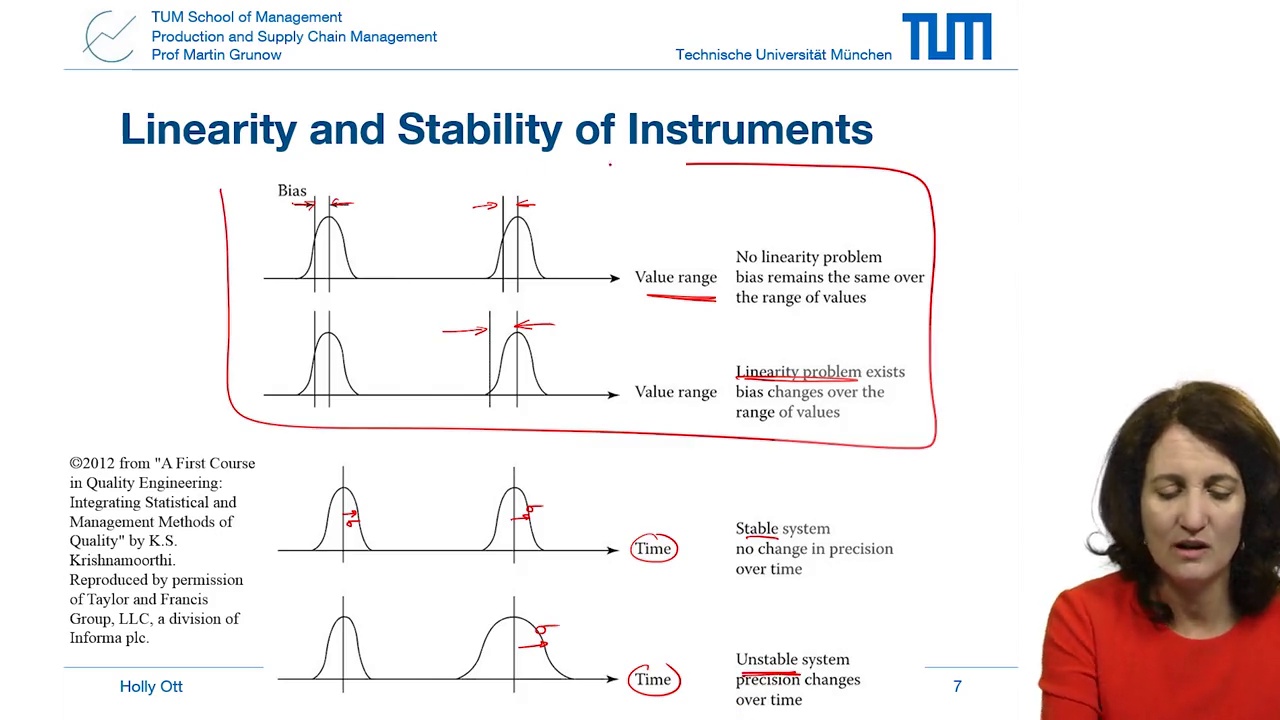 TUM School of Management
Production and Supply Chain Management
Prof Martin Grunow
Technische Universität München
TUM
Linearity and Stability of Instruments
Bias
Value range
No linearity problem
bias remains the same over
the range of values
Value range
Linearity problem exists
bias changes over the
range of values
©2012 from "A First Course
in Quality Engineering:
Integrating Statistical and
Management Methods of
Quality" by K.S.
Krishnamoorthi.
Reproduced by permission
of Taylor and Francis
Group, LLC, a division of
Informa plc.
σ
σ
Time
Stable system
no change in precision
over time
σ
Time
Unstable system
precision changes
over time
Holly Ott
7